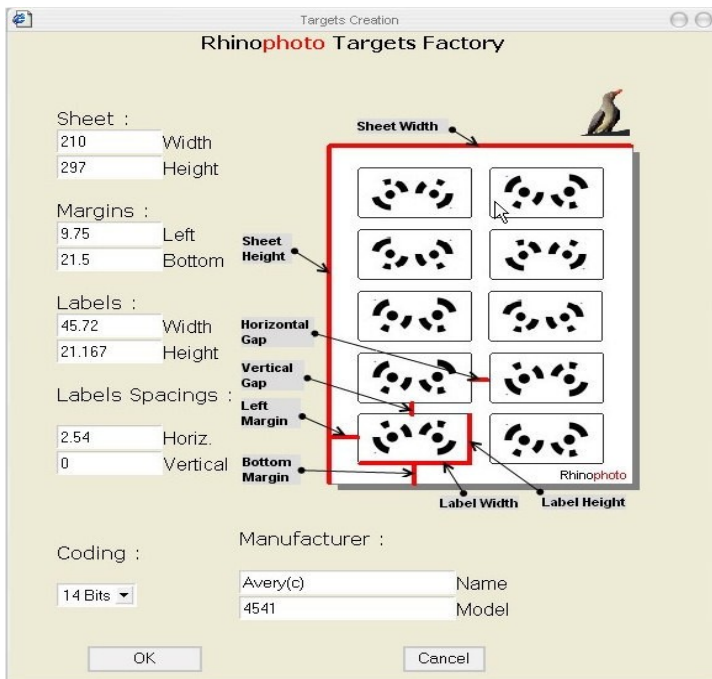 Targets Creation
Rhinophoto Targets Factory
Sheet :
210 Width
297 Height
Margins :
9.75 Left
21.5 Bottom
Labels :
45.72 Width
21.167 Height
Labels Spacings :
2.54 Horiz.
0 Vertical
Sheet Width
Sheet
Height
Horizontal
Gap
Vertical
Gap
Left
Margin
Bottom
Margin
Rhinophoto
Label Width
Label Height
Coding :
14 Bits
Manufacturer :
Avery(c) Name
4541 Model
OK
Cancel